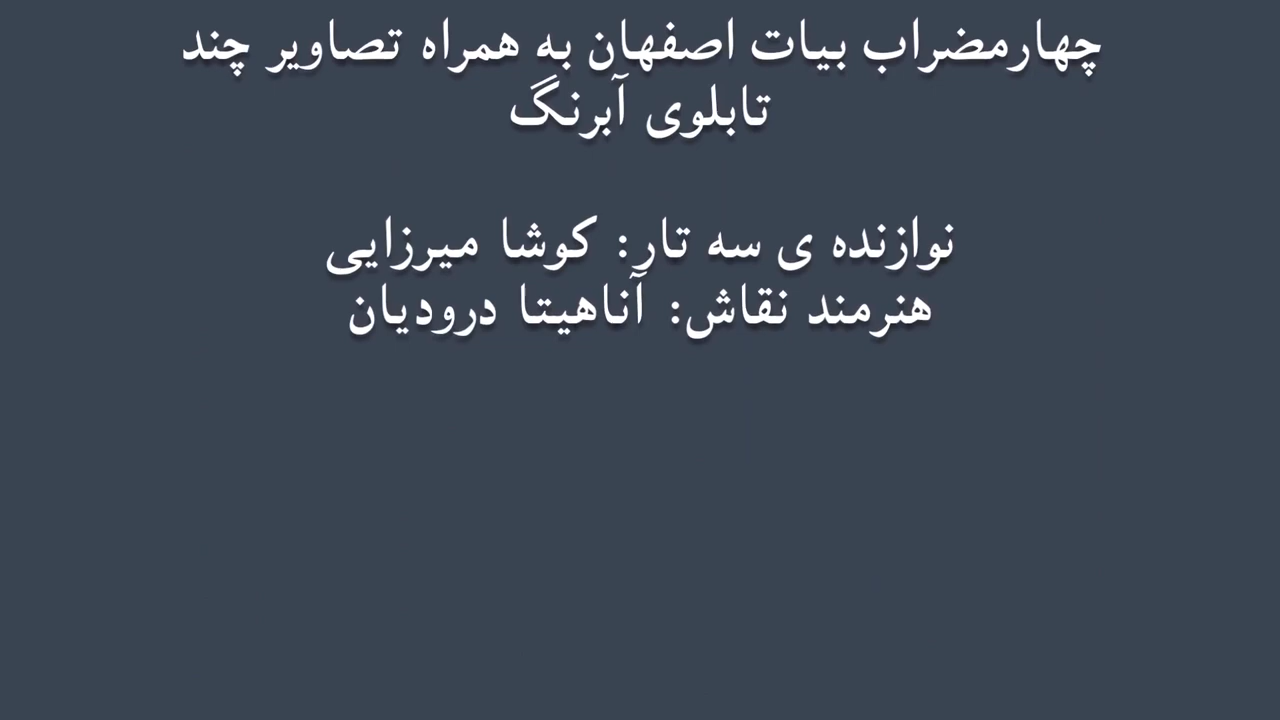 چهارمضراب بیات اصفهان به همراه تصاویر چند
تابلوی آبرنگ
نوازنده ی سه تار: کوشا میرزایی
هنرمند نقاش: آناهیتا درودیان